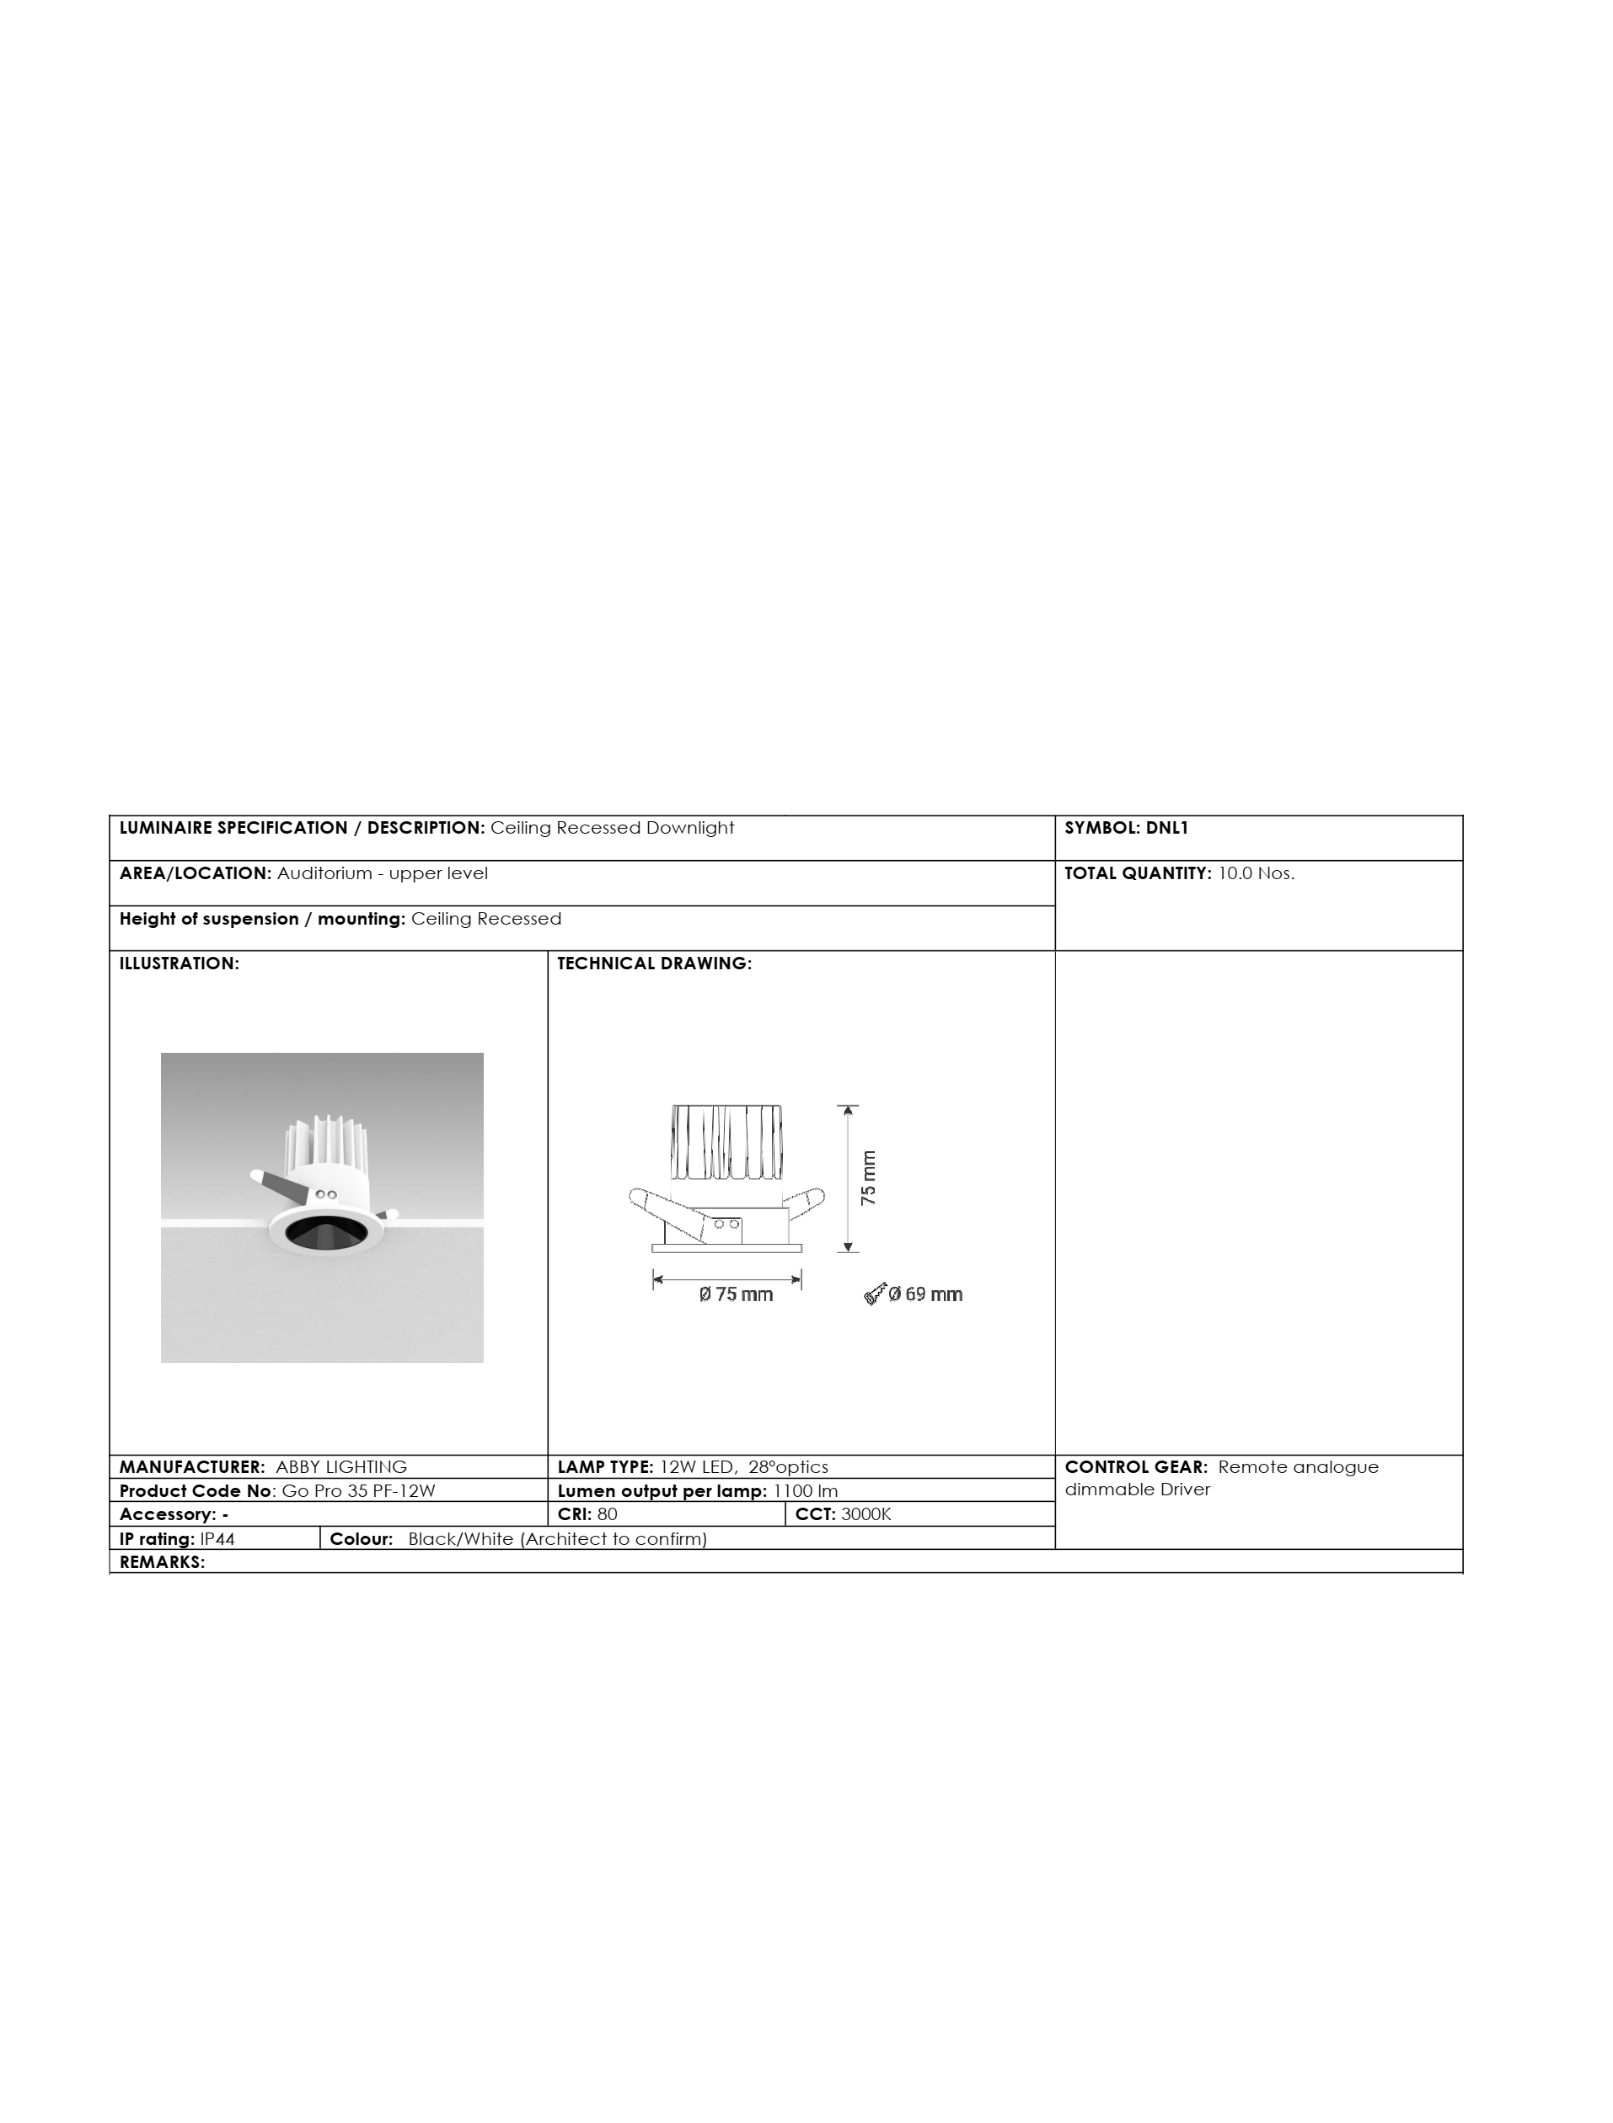 LUMINAIRE SPECIFICATION / DESCRIPTION: Ceiling Recessed Downlight
SYMBOL: DNL1
AREA/LOCATION: Auditorium - upper level
TOTAL QUANTITY: 10.0 Nos.
Height of suspension / mounting: Ceiling Recessed
ILLUSTRATION:
TECHNICAL DRAWING:
75 mm
Ø 75 mm
Ø 69 mm
MANUFACTURER: ABBY LIGHTING
LAMP TYPE: 12W LED, 28°optics
CONTROL GEAR: Remote analogue
dimmable Driver
Product Code No: Go Pro 35 PF-12W
Lumen output per lamp: 1100 lm
Accessory: -
CRI: 80
CCT: 3000K
IP rating: IP44
Colour: Black/White (Architect to confirm)
REMARKS: